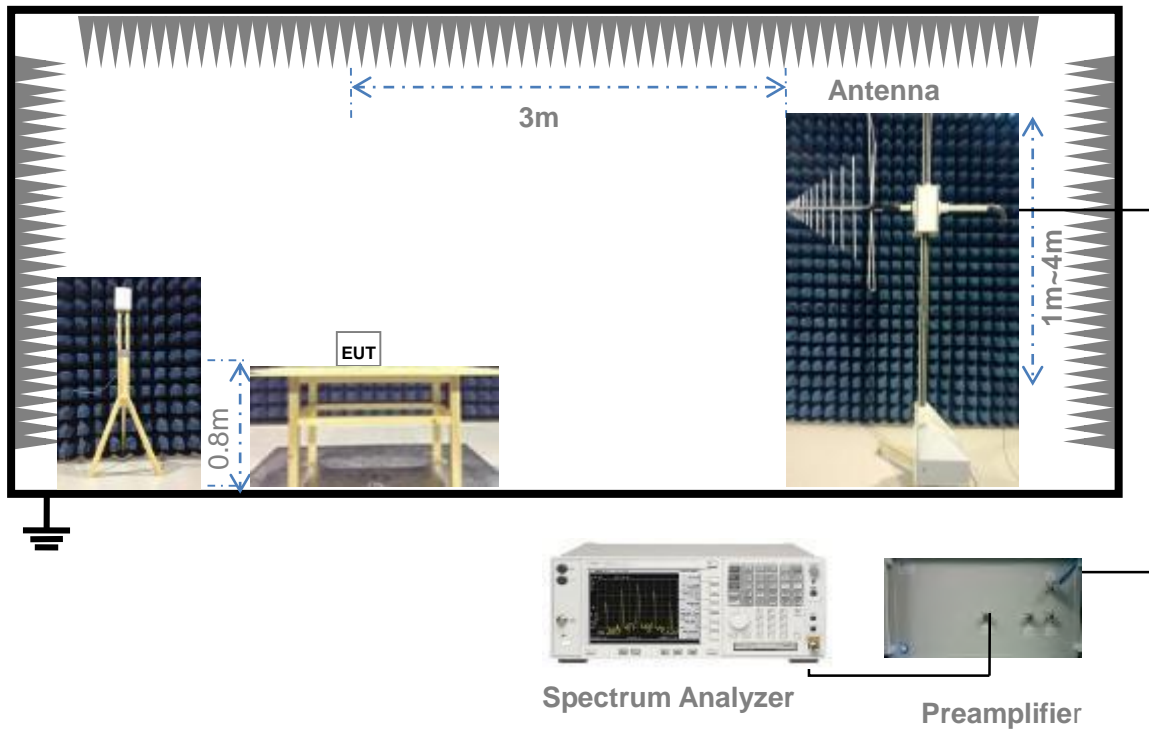 Antenna
3m
1m~4m
EUT
0.8m
Spectrum Analyzer
Preamplifier